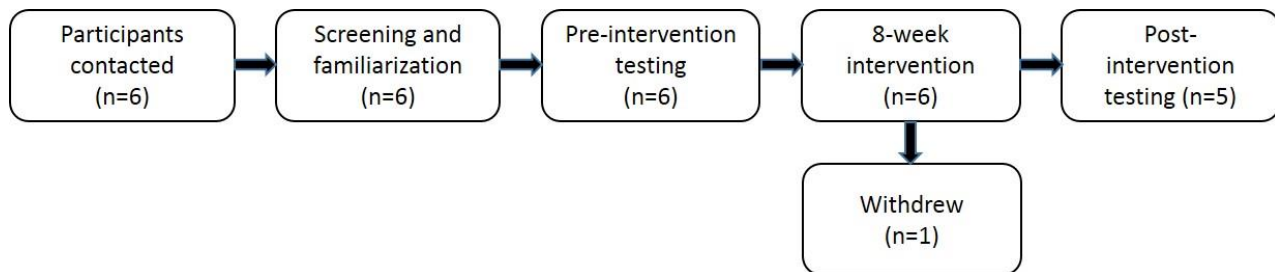 Participants
contacted
(n=6)
Screening and
familiarization
(n=6)
Pre-intervention
testing
(n=6)
8-week
intervention
(n=6)
Post-
intervention
testing (n=5)
Withdrew
(n=1)